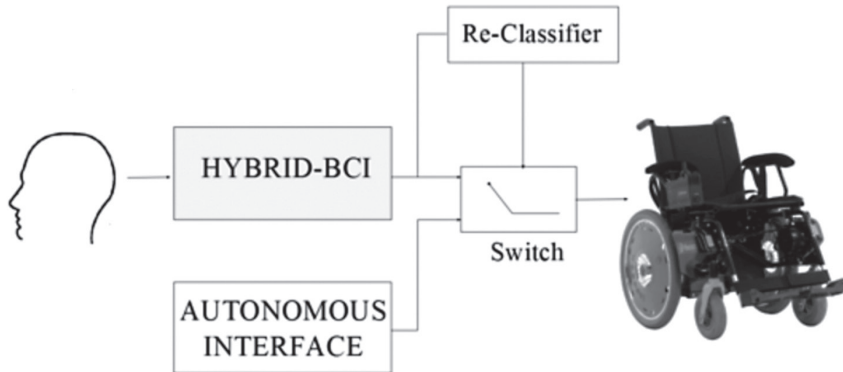 Re-Classifier
HYBRID-BCI
Switch
AUTONOMOUS
INTERFACE